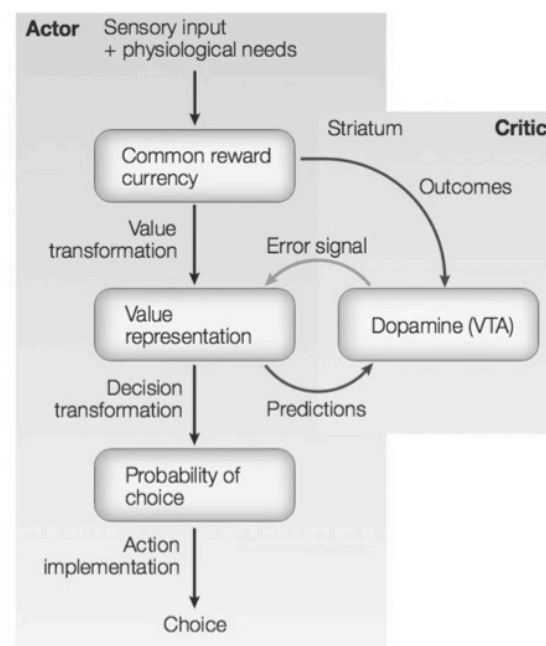 Actor
Sensory input
+ physiological needs
Striatum
Critic
Common reward
currency
Outcomes
Value
transformation
Error signal
Value
representation
Dopamine (VTA)
Decision
transformation
Predictions
Probability of
choice
Action
implementation
Choice